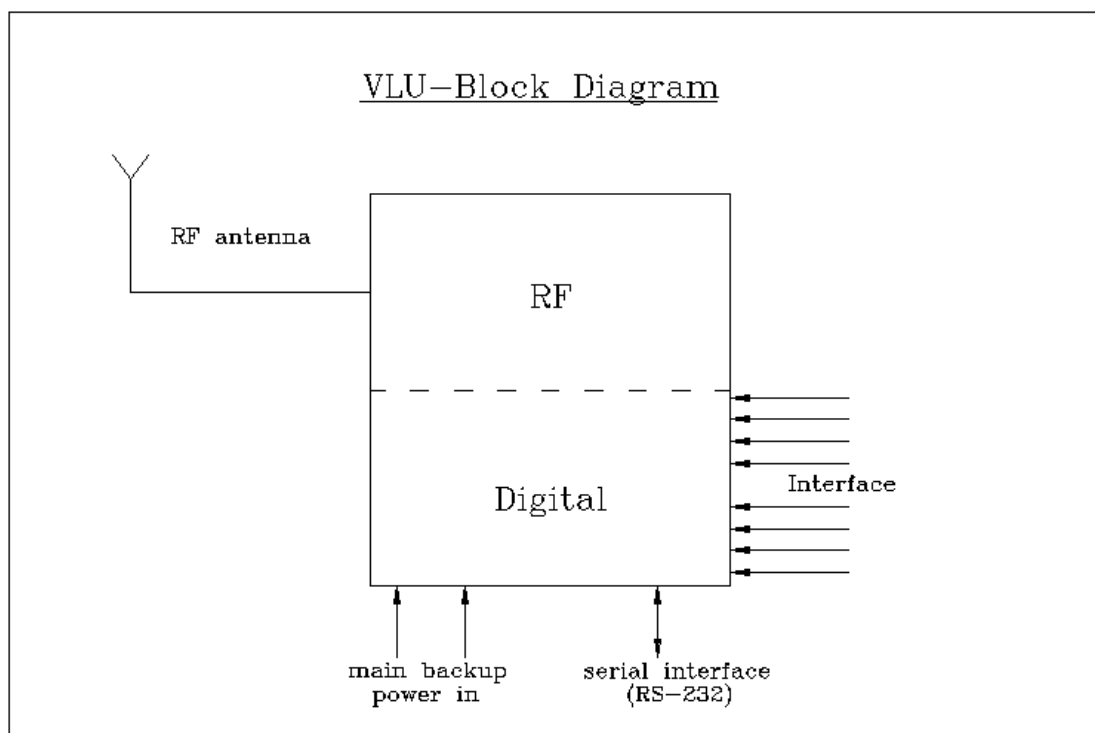 VLU-Block Diagram
RF antenna
RF
Interface
Digital
main backup
power in
serial interface
(RS-232)